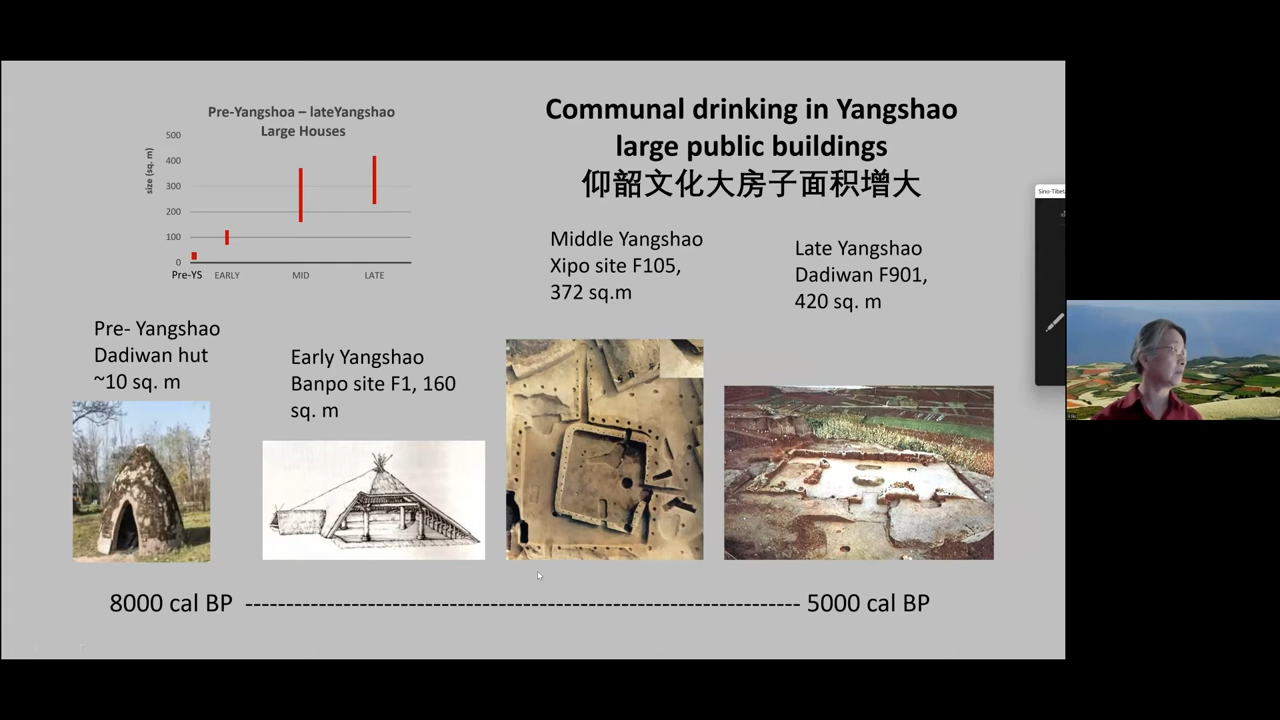 Pre-Yangshoa – lateYangshao
Large Houses
size (sq. m)
500
400
300
200
100
0
Pre-YS
EARLY
MID
LATE
Communal drinking in Yangshao
large public buildings
仰韶文化大房子面积增大
Pre- Yangshao
Dadiwan hut
~10 sq. m
Early Yangshao
Banpo site F1, 160
sq. m
Middle Yangshao
Xipo site F105,
372 sq.m
Late Yangshao
Dadiwan F901,
420 sq. m
8000 cal BP ---------------------------------------------------------------------- 5000 cal BP
Sino-Tibet